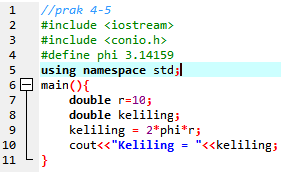 1 //prak 4-5
2 #include <iostream>
3 #include <conio.h>
4 #define phi 3.14159
5 using namespace std;
6 main(){
7 double r=10;
8 double keliling;
9 keliling = 2*phi*r;
10 cout<<"Keliling = "<<keliling;
11 }